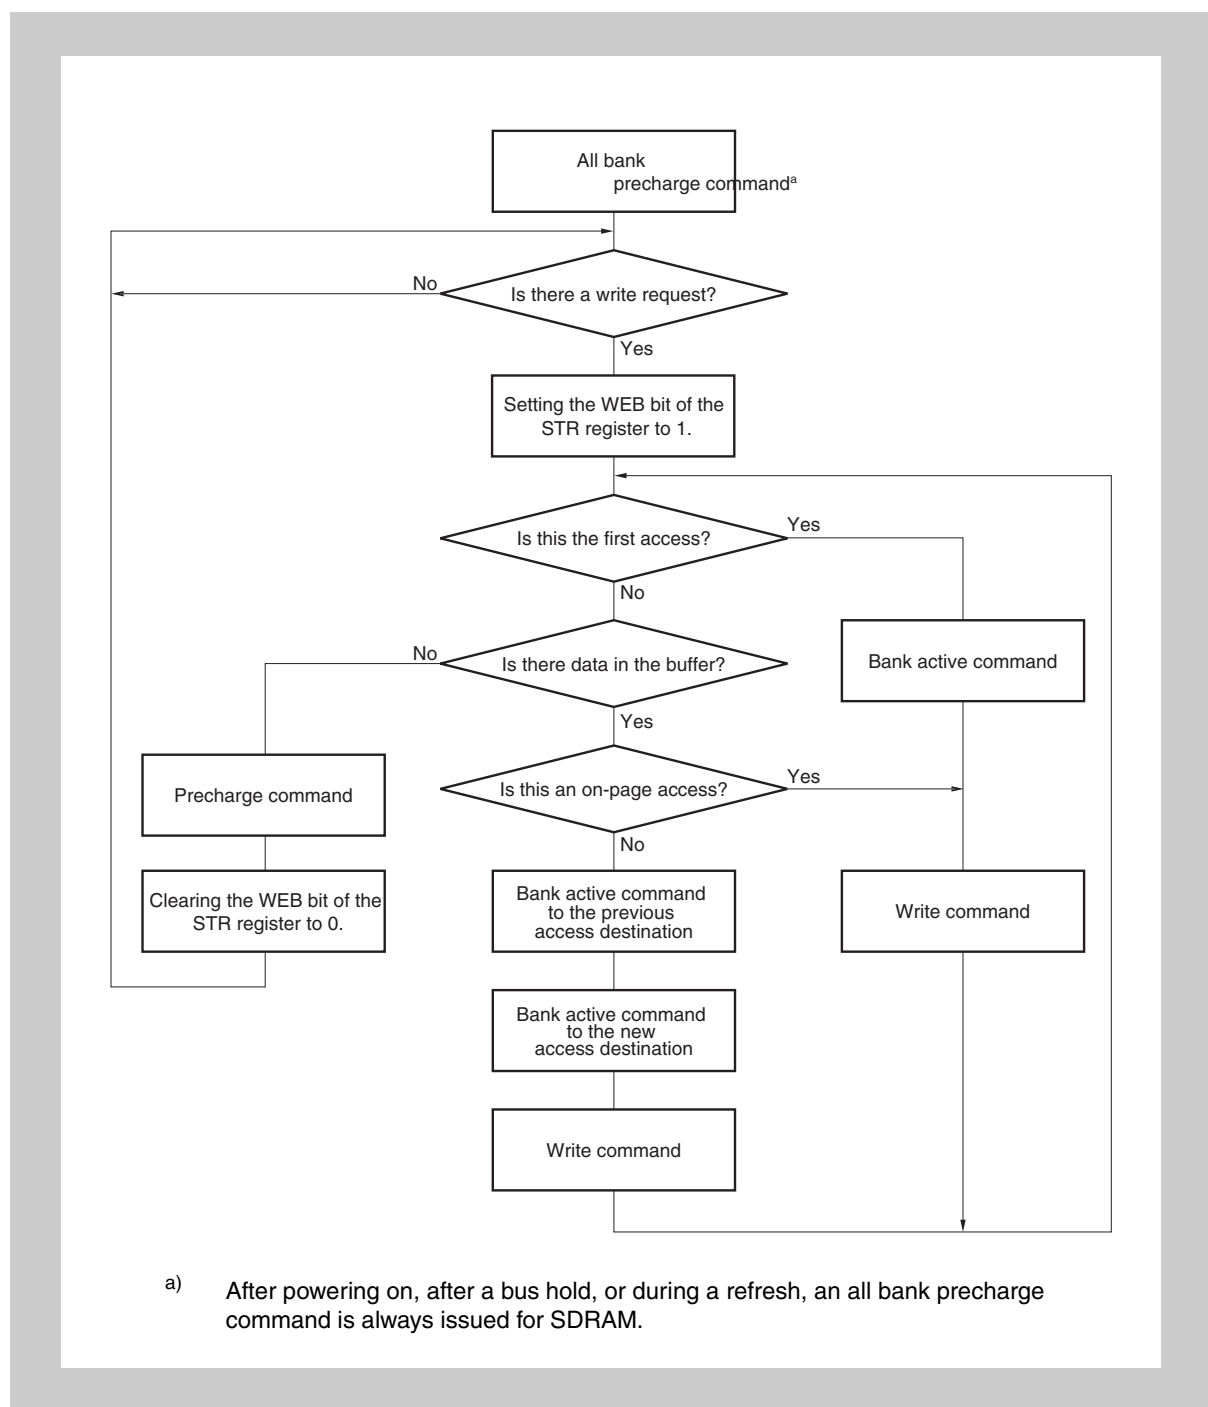 All bank
precharge commandᵃ
No
Is there a write request?
Yes
Setting the WEB bit of the
STR register to 1.
Is this the first access?
Yes
No
No
Is there data in the buffer?
Bank active command
Yes
Precharge command
Is this an on-page access?
Yes
No
Clearing the WEB bit of the
STR register to 0.
Bank active command
to the previous
access destination
Write command
Bank active command
to the new
access destination
Write command
a) After powering on, after a bus hold, or during a refresh, an all bank precharge
command is always issued for SDRAM.